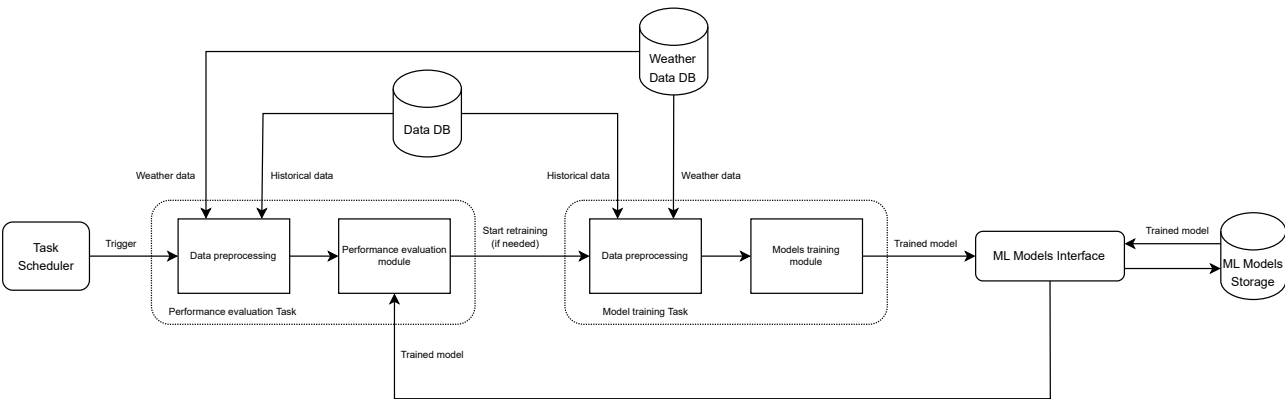 Weather
Data DB
Data DB
Weather data
Historical data
Historical data
Weather data
Task
Scheduler
Trigger
Data preprocessing
Performance evaluation
module
Start retraining
(if needed)
Data preprocessing
Models training
module
Trained model
ML Models Interface
Trained model
ML Models
Storage
Performance evaluation Task
Model training Task
Trained model